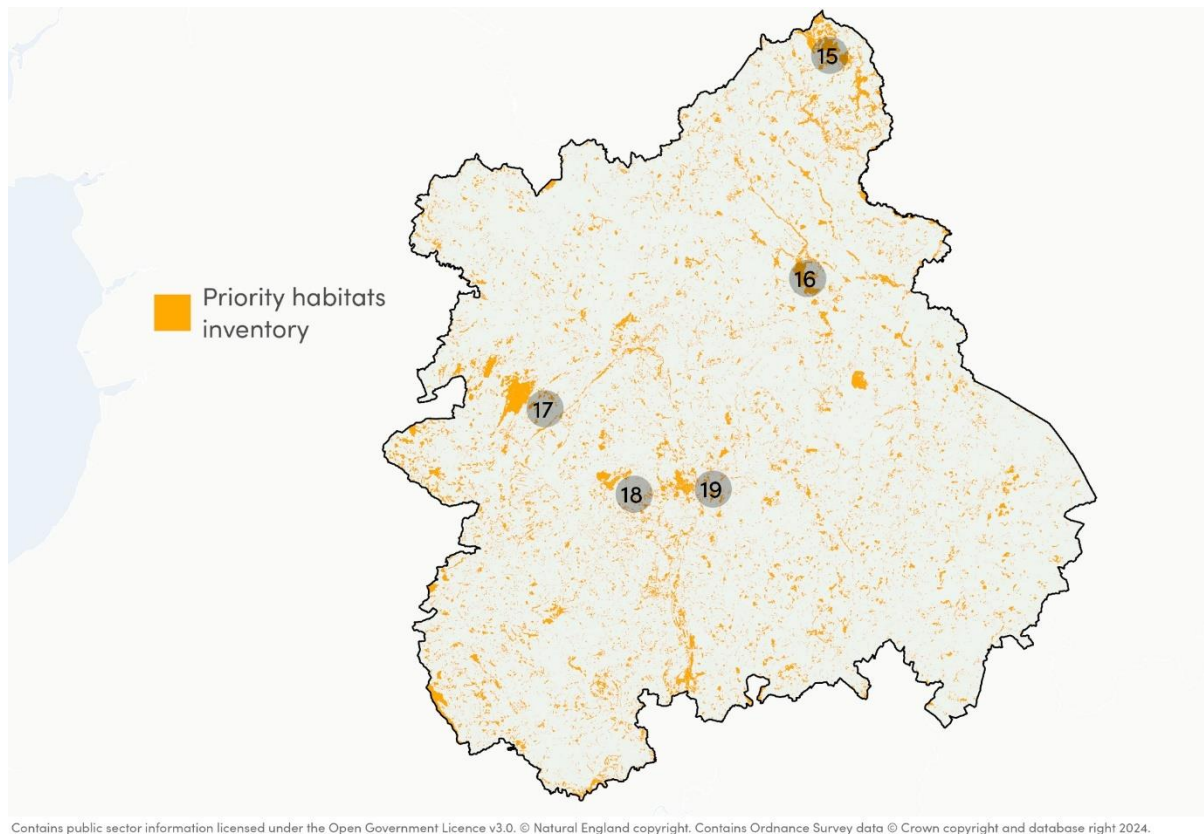 15
16
Priority habitats
inventory
17
18
19
Contains public sector information licensed under the Open Government Licence v3.0. © Natural England copyright. Contains Ordnance Survey data © Crown copyright and database right 2024.